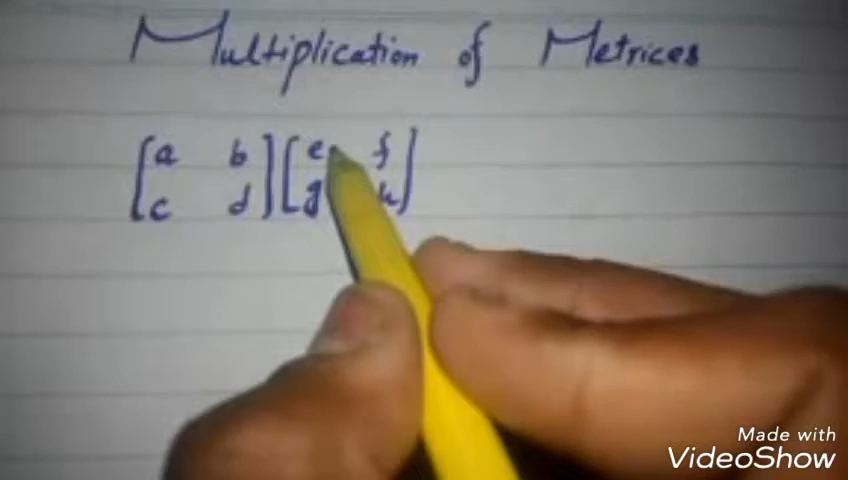 Multiplication of Metrices
[a b] [e f]
[c d] [g h]
Made with
VideoShow